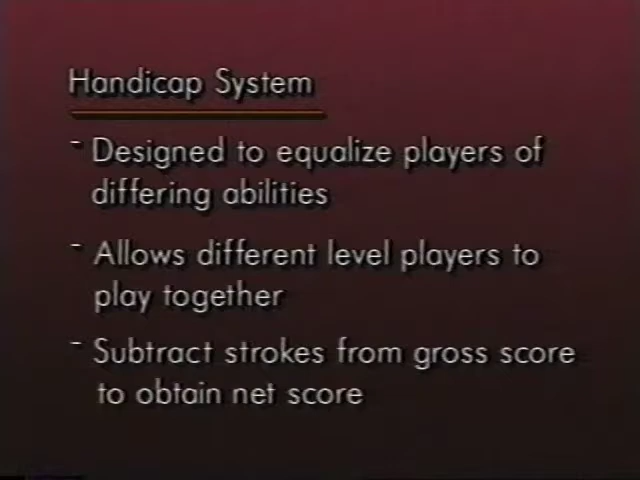 Handicap System
- Designed to equalize players of
differing abilities
- Allows different level players to
play together
- Subtract strokes from gross score
to obtain net score